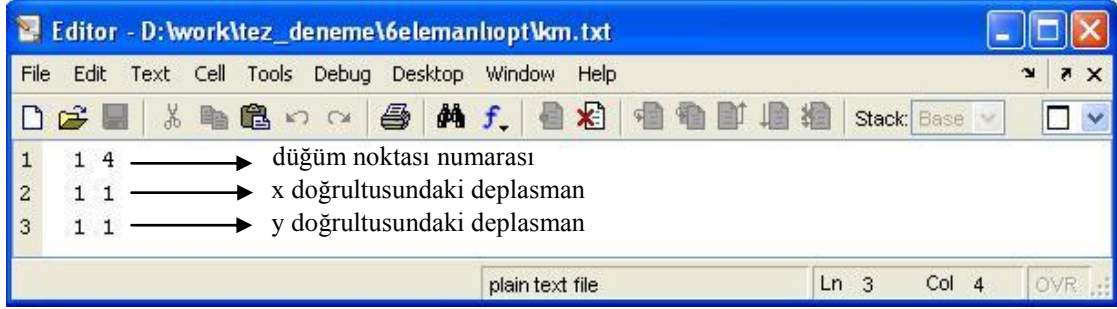 Editor - D:\work\tez_deneme\6elemanlıopt\km.txt
File Edit Text Cell Tools Debug Desktop Window Help
Stack: Base
1 1 4 düğüm noktası numarası
2 1 1 x doğrultusundaki deplasman
3 1 1 y doğrultusundaki deplasman
plain text file Ln 3 Col 4 OVR